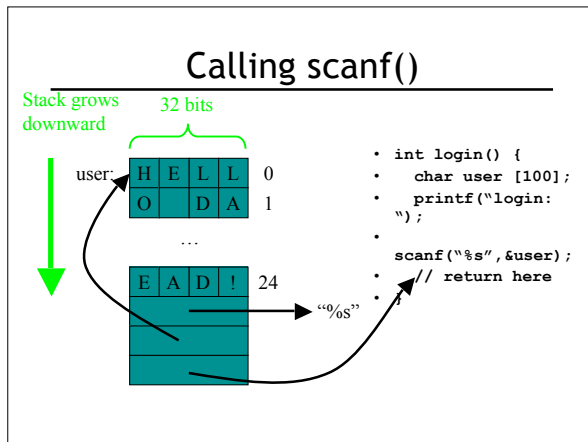 Calling scanf()
Stack grows
downward
32 bits
user:
H E L L 0
O D A 1
…
E A D ! 24
“%s”
• int login() {
• char user [100];
• printf(“login:
“);
•
scanf(“%s”,&user);
• // return here
• }